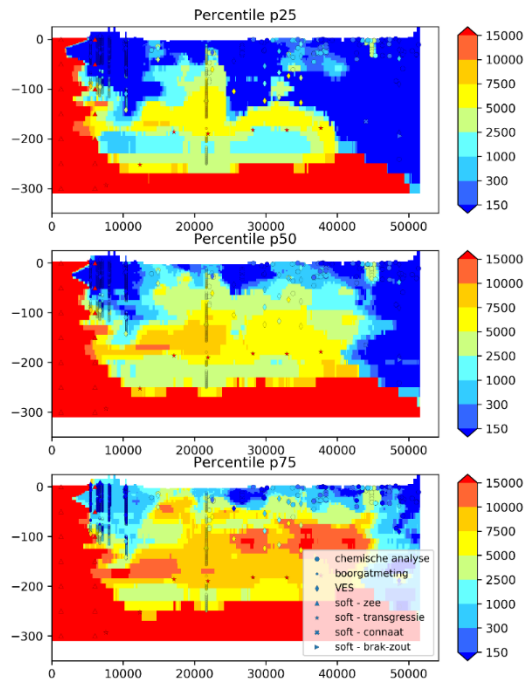 Percentile p25
0
−100
−200
−300
0 10000 20000 30000 40000 50000
15000
10000
7500
5000
2500
1000
300
150
Percentile p50
0
−100
−200
−300
0 10000 20000 30000 40000 50000
15000
10000
7500
5000
2500
1000
300
150
Percentile p75
0
−100
−200
−300
0 10000 20000 30000 40000 50000
15000
10000
7500
5000
2500
1000
300
150
chemische analyse
boorgatmeting
VES
soft - zee
soft - transgressie
soft - connaat
soft - brak-zout